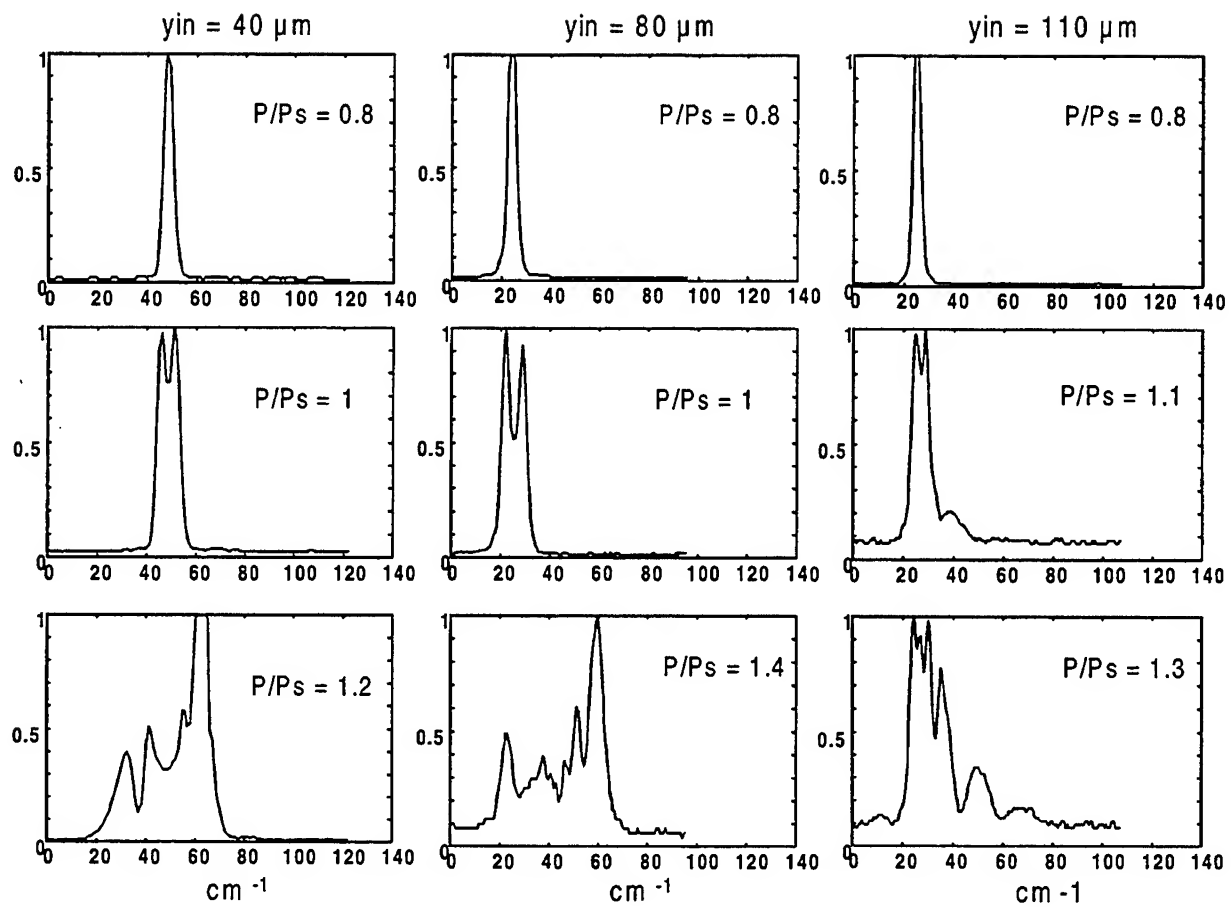 yin = 40 µm yin = 80 µm yin = 110 µm
1 1 1
P/Ps = 0.8 P/Ps = 0.8 P/Ps = 0.8
0.5 0.5 0.5
0 0 0
0 20 40 60 80 100 120 140 0 20 40 60 80 100 120 140 0 20 40 60 80 100 120 140
1 1 1
P/Ps = 1 P/Ps = 1 P/Ps = 1.1
0.5 0.5 0.5
0 0 0
0 20 40 60 80 100 120 140 0 20 40 60 80 100 120 140 0 20 40 60 80 100 120 140
1 1 1
P/Ps = 1.2 P/Ps = 1.4 P/Ps = 1.3
0.5 0.5 0.5
0 0 0
0 20 40 60 80 100 120 140 0 20 40 60 80 100 120 140 0 20 40 60 80 100 120 140
cm -1 cm -1 cm -1